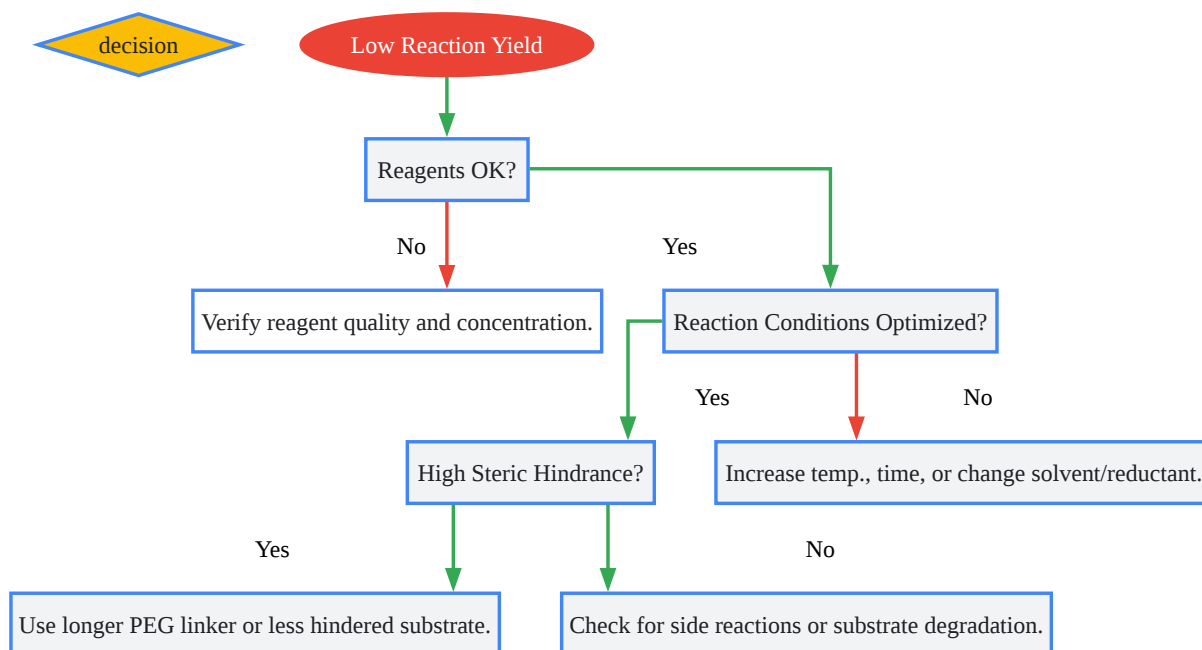 decision
Low Reaction Yield
Reagents OK?
No
Yes
Verify reagent quality and concentration.
Reaction Conditions Optimized?
Yes
No
High Steric Hindrance?
Increase temp., time, or change solvent/reductant.
Yes
No
Use longer PEG linker or less hindered substrate.
Check for side reactions or substrate degradation.